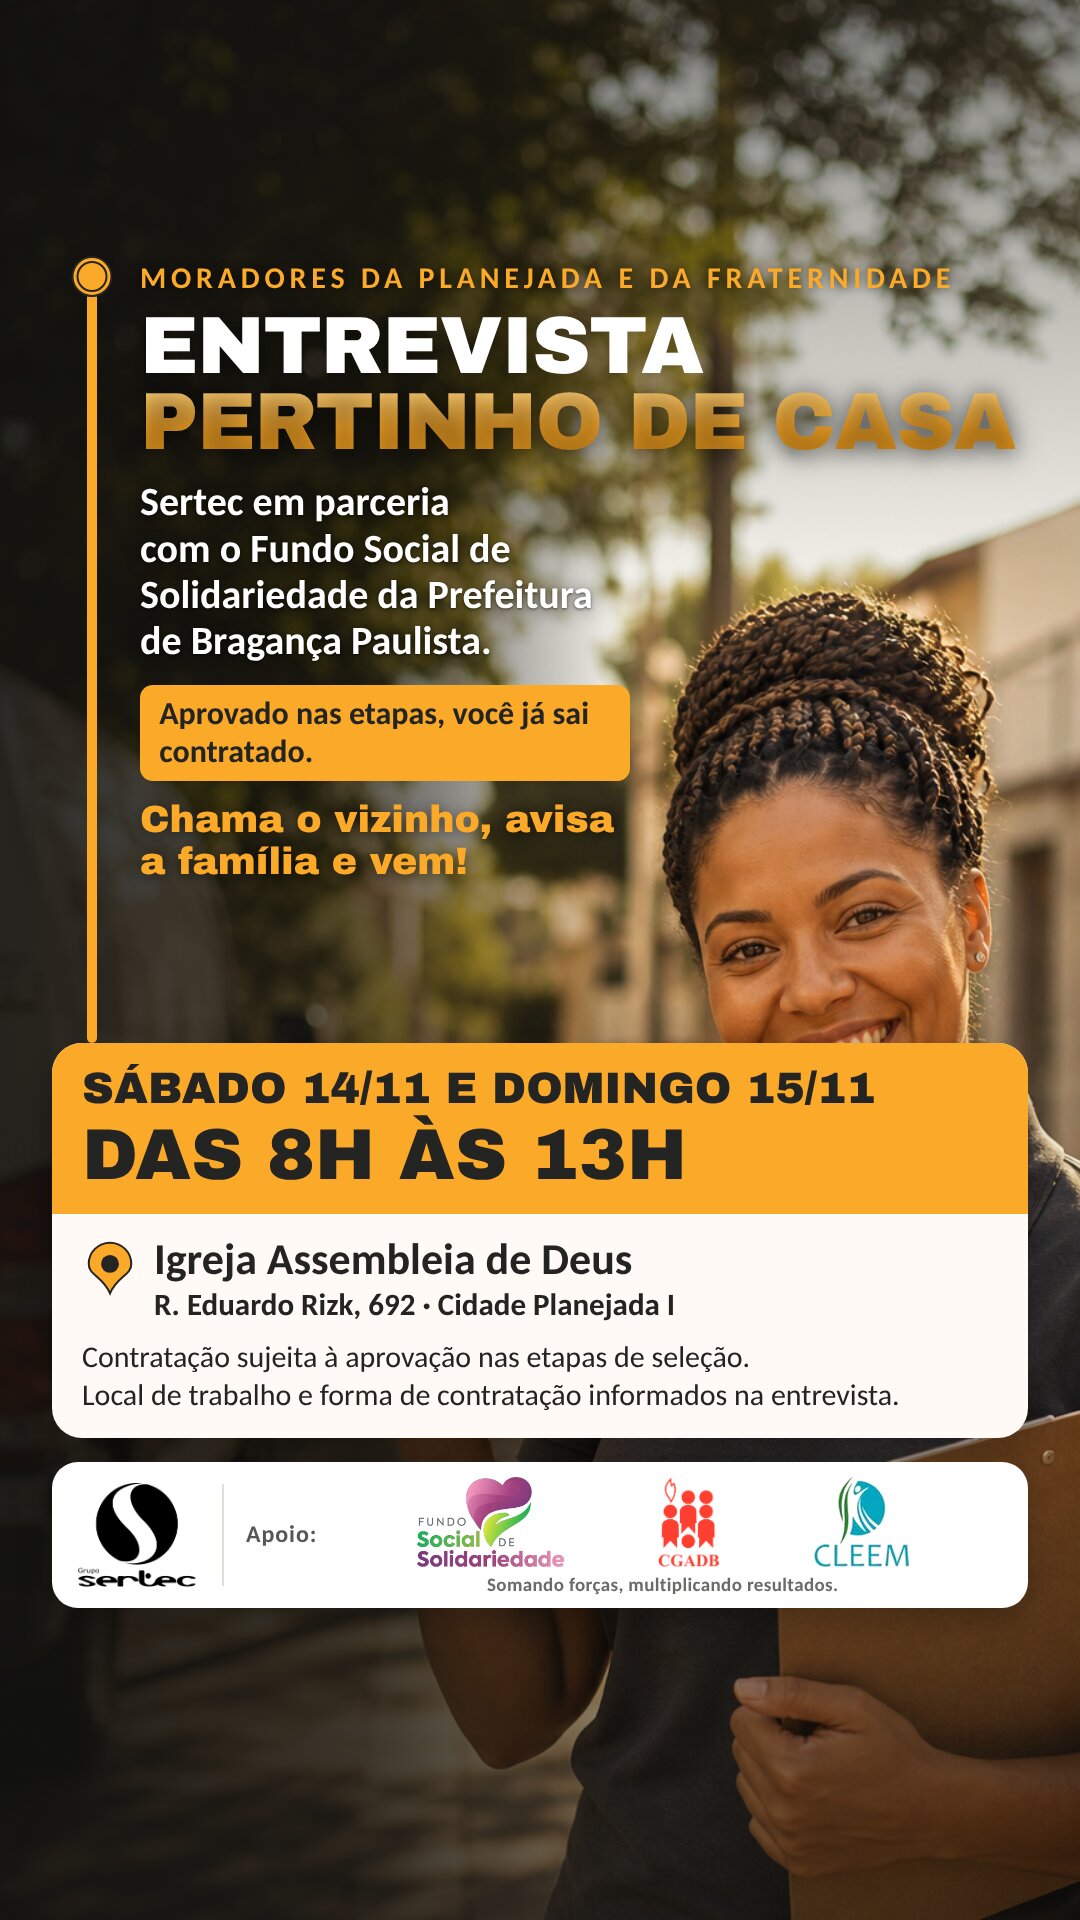 MORADORES DA PLANEJADA E DA FRATERNIDADE
ENTREVISTA
PERTINHO DE CASA
Sertec em parceria
com o Fundo Social de
Solidariedade da Prefeitura
de Bragança Paulista.
Aprovado nas etapas, você já sai
contratado.
Chama o vizinho, avisa
a família e vem!
SÁBADO 14/11 E DOMINGO 15/11
DAS 8H ÀS 13H
Igreja Assembleia de Deus
R. Eduardo Rizk, 692 · Cidade Planejada I
Contratação sujeita à aprovação nas etapas de seleção.
Local de trabalho e forma de contratação informados na entrevista.
Grupo
sertec
Apoio:
FUNDO
Social DE
Solidariedade
CGADB
CLEEM
Somando forças, multiplicando resultados.